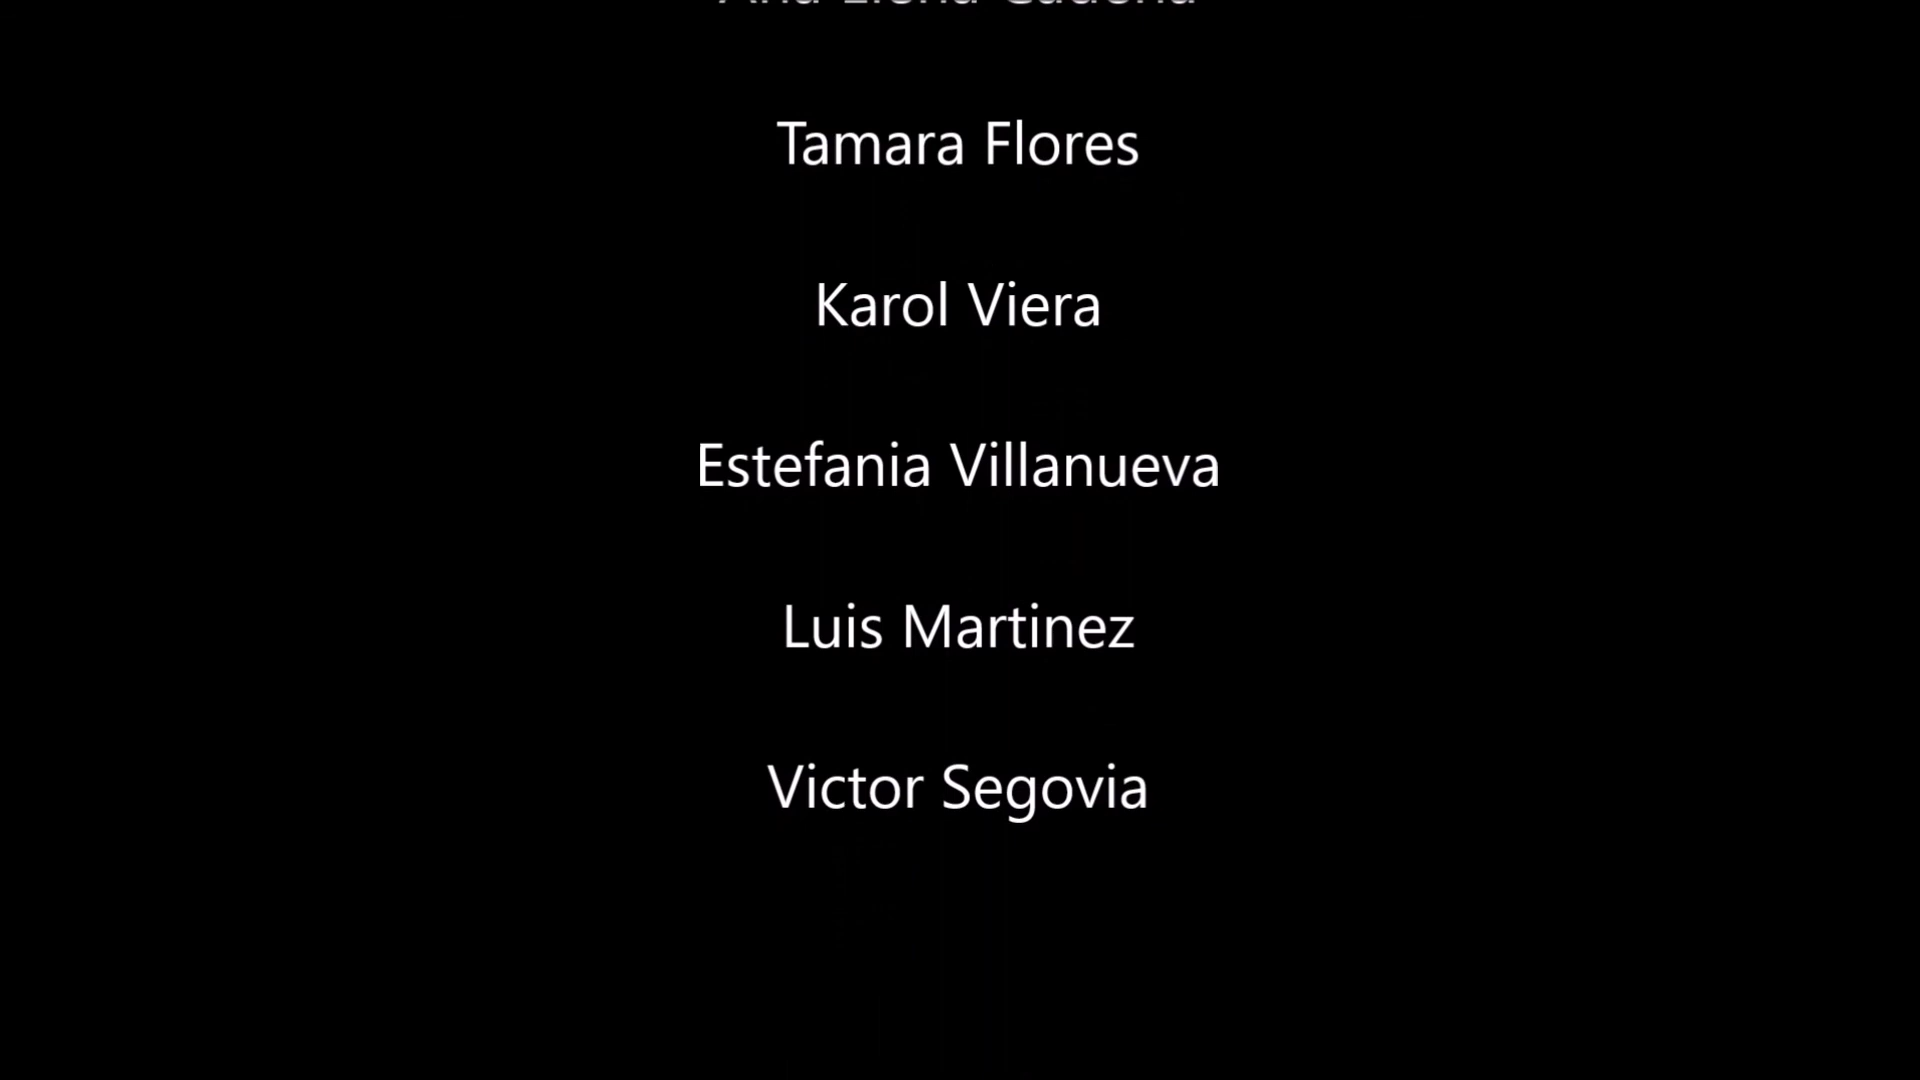 Tamara Flores
Karol Viera
Estefania Villanueva
Luis Martinez
Victor Segovia